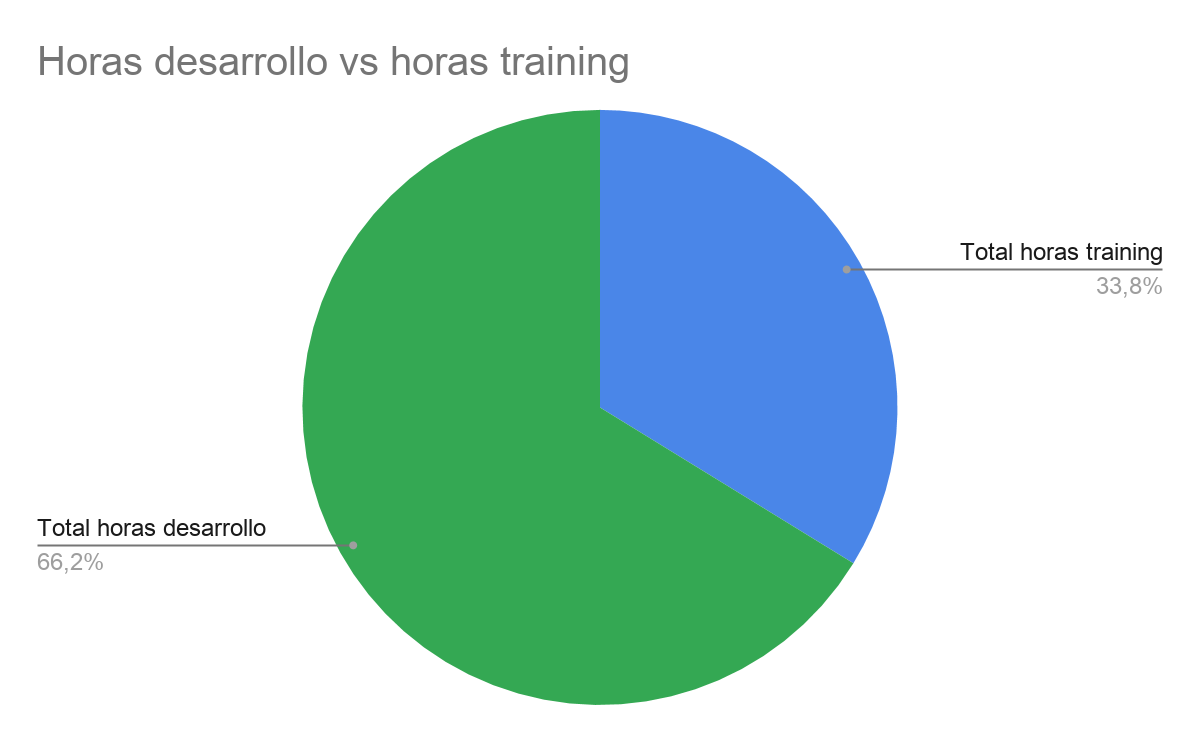 Horas desarrollo vs horas training
Total horas training
33,8%
Total horas desarrollo
66,2%